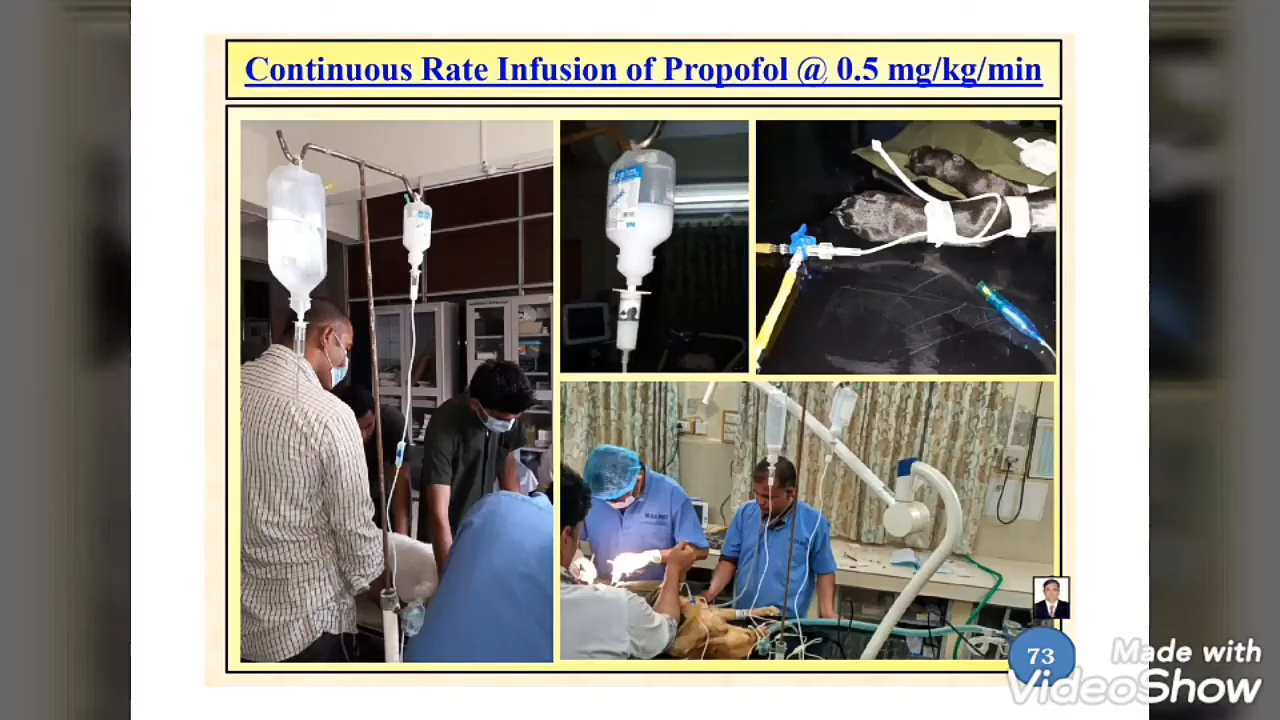 Continuous Rate Infusion of Propofol @ 0.5 mg/kg/min
73
Made with
VideoShow